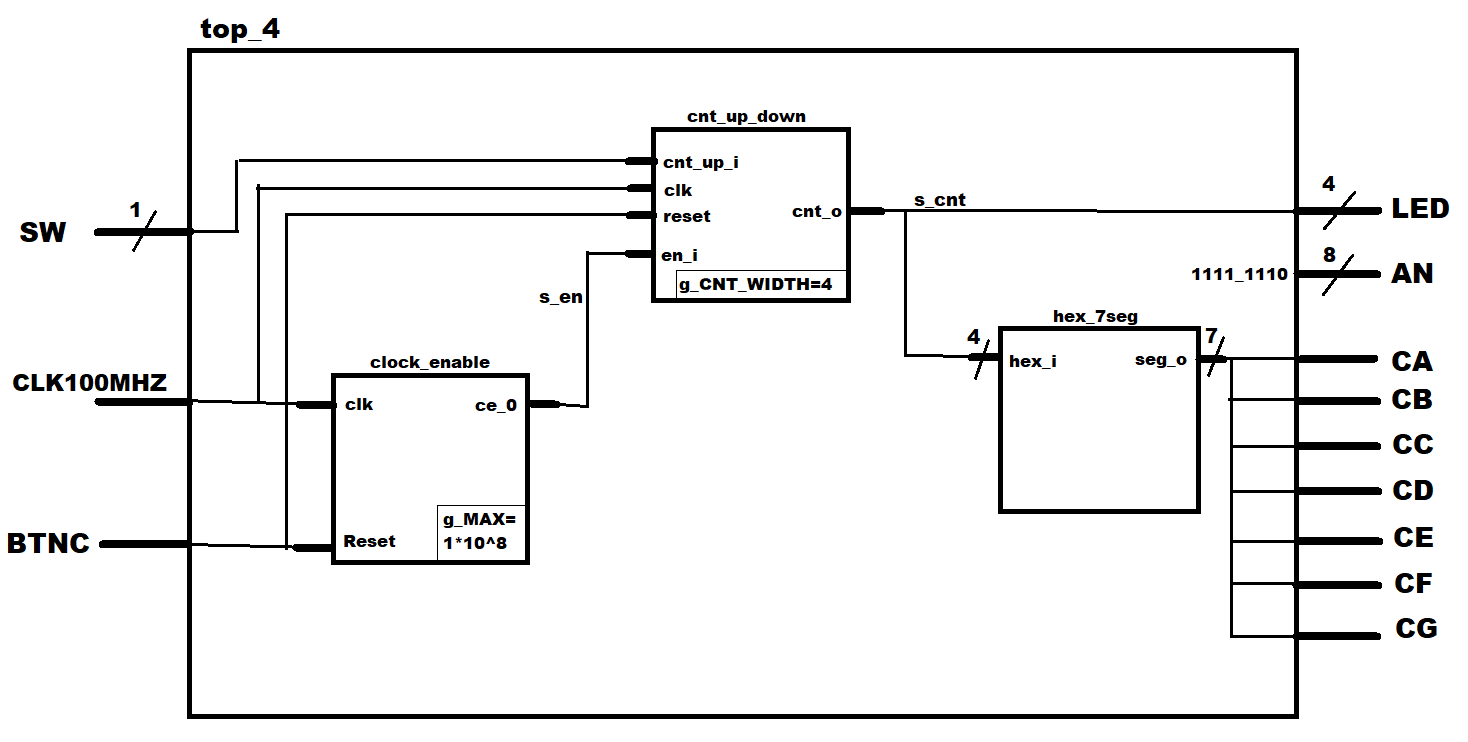 top_4
cnt_up_down
cnt_up_i
clk
reset
en_i
cnt_o
g_CNT_WIDTH=4
s_cnt
4
LED
1
SW
8
1111_1110
AN
s_en
hex_7seg
4
hex_i
seg_o
7
CA
CB
CC
CD
CE
CF
CG
clock_enable
CLK100MHZ
clk
ce_0
g_MAX=
1*10^8
BTNC
Reset